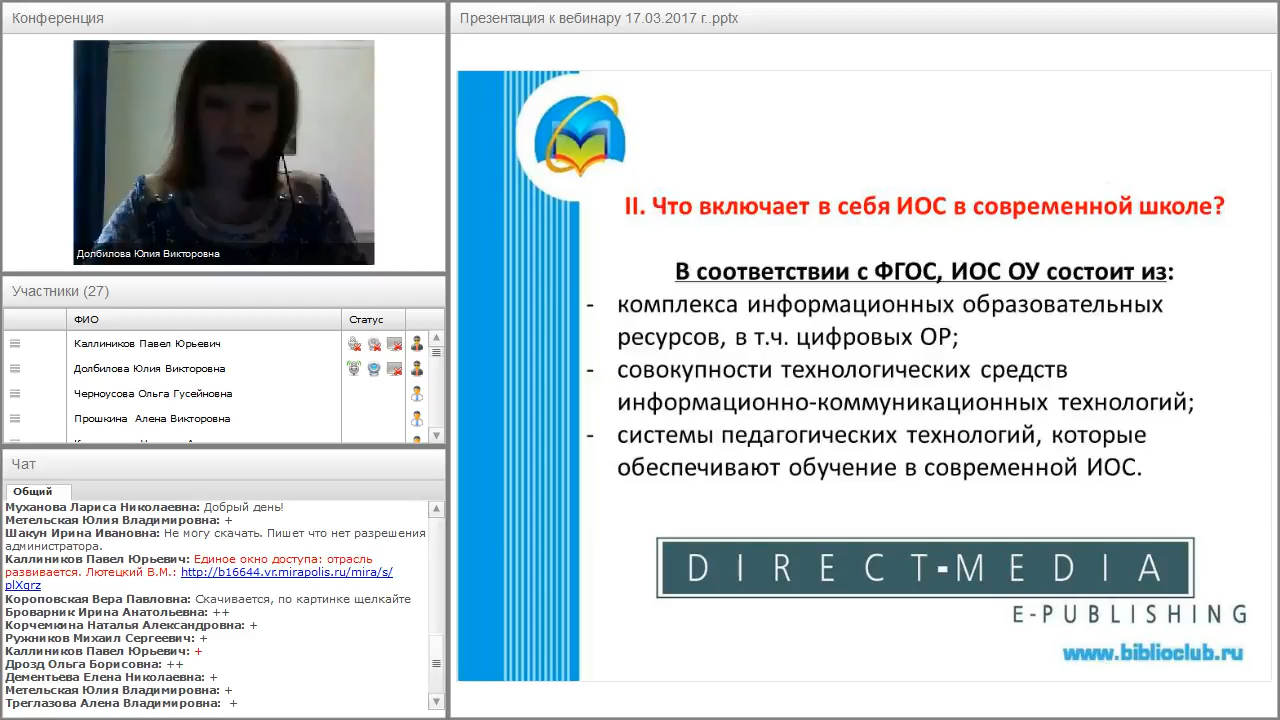 Конференция
Долбилова Юлия Викторовна
Участники (27)
ФИО
Статус
Каллиников Павел Юрьевич
Долбилова Юлия Викторовна
Черноусова Ольга Гусейновна
Прошкина Алена Викторовна
Чат
Общий
Муханова Лариса Николаевна: Добрый день!
Метельская Юлия Владимировна: +
Шакун Ирина Ивановна: Не могу скачать. Пишет что нет разрешения
администратора.
Каллиников Павел Юрьевич: Единое окно доступа: отрасль
развивается. Лютецкий В.М.: http://b16644.vr.mirapolis.ru/mira/s/
plXqrz
Короповская Вера Павловна: Скачивается, по картинке щелкайте
Броварник Ирина Анатольевна: ++
Корчемкина Наталья Александровна: +
Ружников Михаил Сергеевич: +
Каллиников Павел Юрьевич: +
Дрозд Ольга Борисовна: ++
Дементьева Елена Николаевна: +
Метельская Юлия Владимировна: +
Треглазова Алена Владимировна: +
Презентация к вебинару 17.03.2017 г..pptx
II. Что включает в себя ИОС в современной школе?
В соответствии с ФГОС, ИОС ОУ состоит из:
- комплекса информационных образовательных
ресурсов, в т.ч. цифровых ОР;
- совокупности технологических средств
информационно-коммуникационных технологий;
- системы педагогических технологий, которые
обеспечивают обучение в современной ИОС.
DIRECT-MEDIA
E-PUBLISHING
www.biblioclub.ru